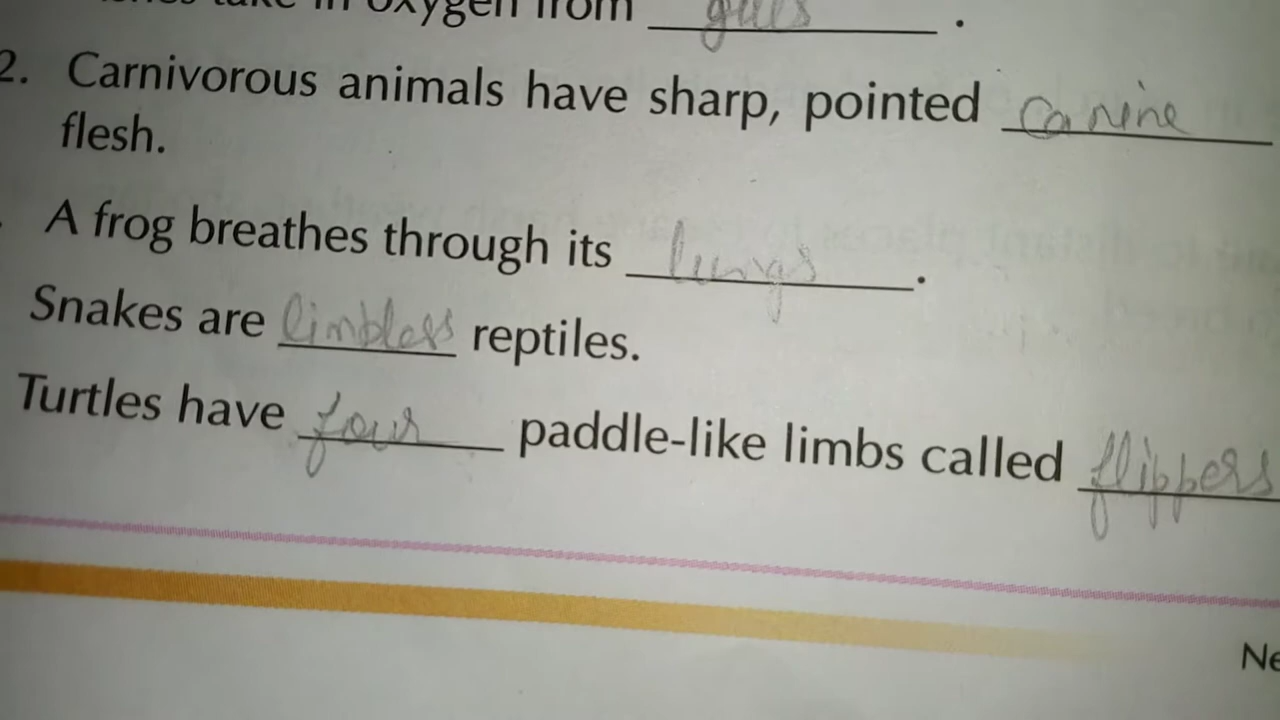 take in oxygen from gills .
2. Carnivorous animals have sharp, pointed canine
flesh.
A frog breathes through its lungs .
Snakes are limbless reptiles.
Turtles have four paddle-like limbs called flippers
Ne